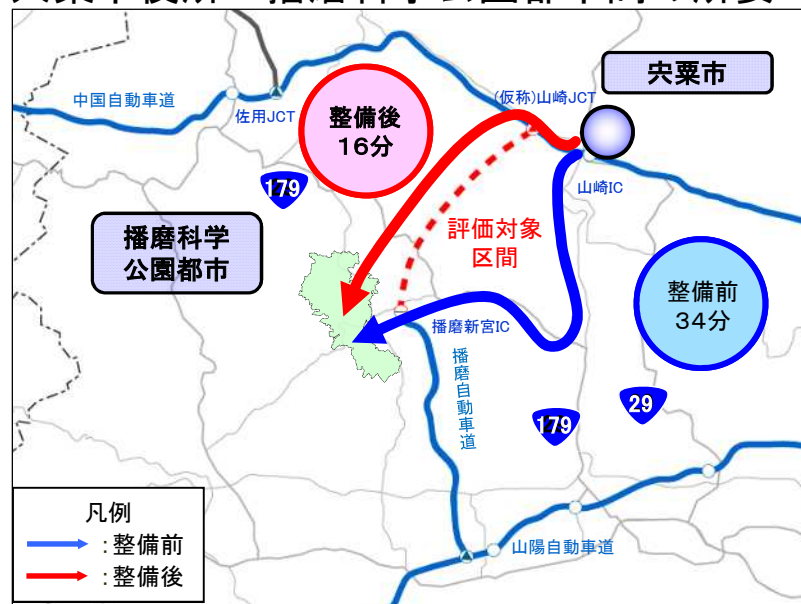 宍粟市
(仮称)山崎JCT
中国自動車道
佐用JCT
整備後
16分
山崎IC
179
播磨科学
公園都市
評価対象
区間
整備前
34分
播磨新宮IC
播磨自動車道
29
179
凡例
:整備前
:整備後
山陽自動車道